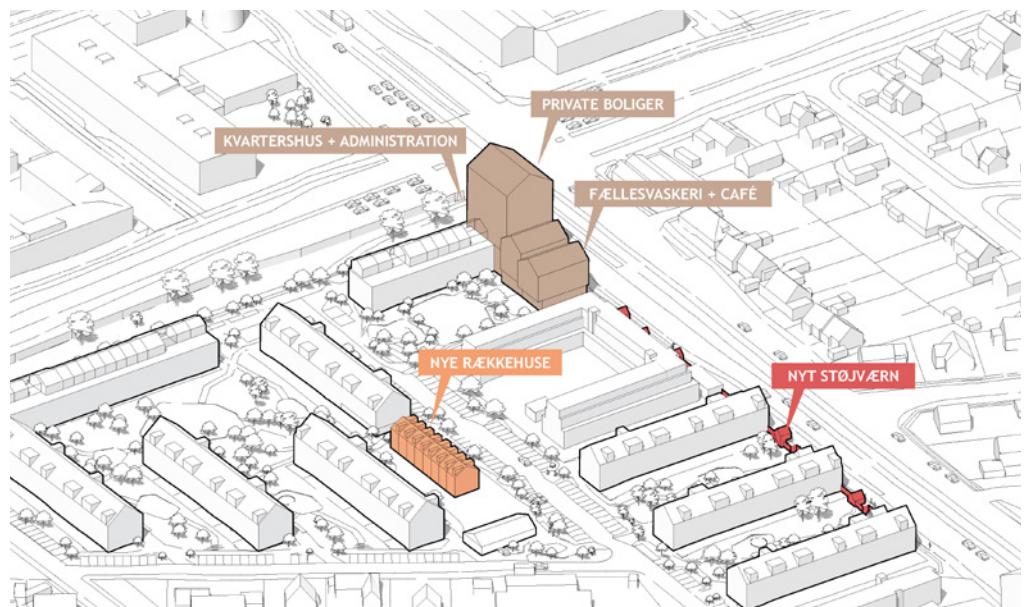 PRIVATE BOLIGER
KVARTERSHUS + ADMINISTRATION
FÆLLESVASKERI + CAFÉ
NYE RÆKKEHUSE
NYT STØJVÆRN